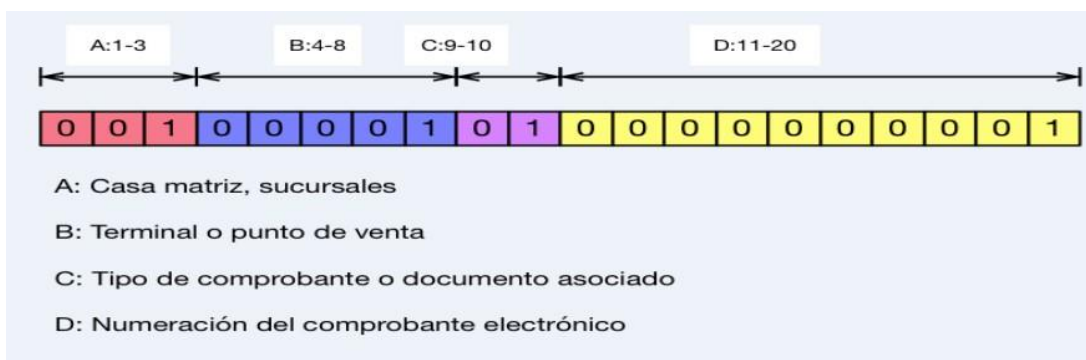 A:1-3 B:4-8 C:9-10 D:11-20
0 0 1 0 0 0 0 1 0 1 0 0 0 0 0 0 0 0 0 1
A: Casa matriz, sucursales
B: Terminal o punto de venta
C: Tipo de comprobante o documento asociado
D: Numeración del comprobante electrónico